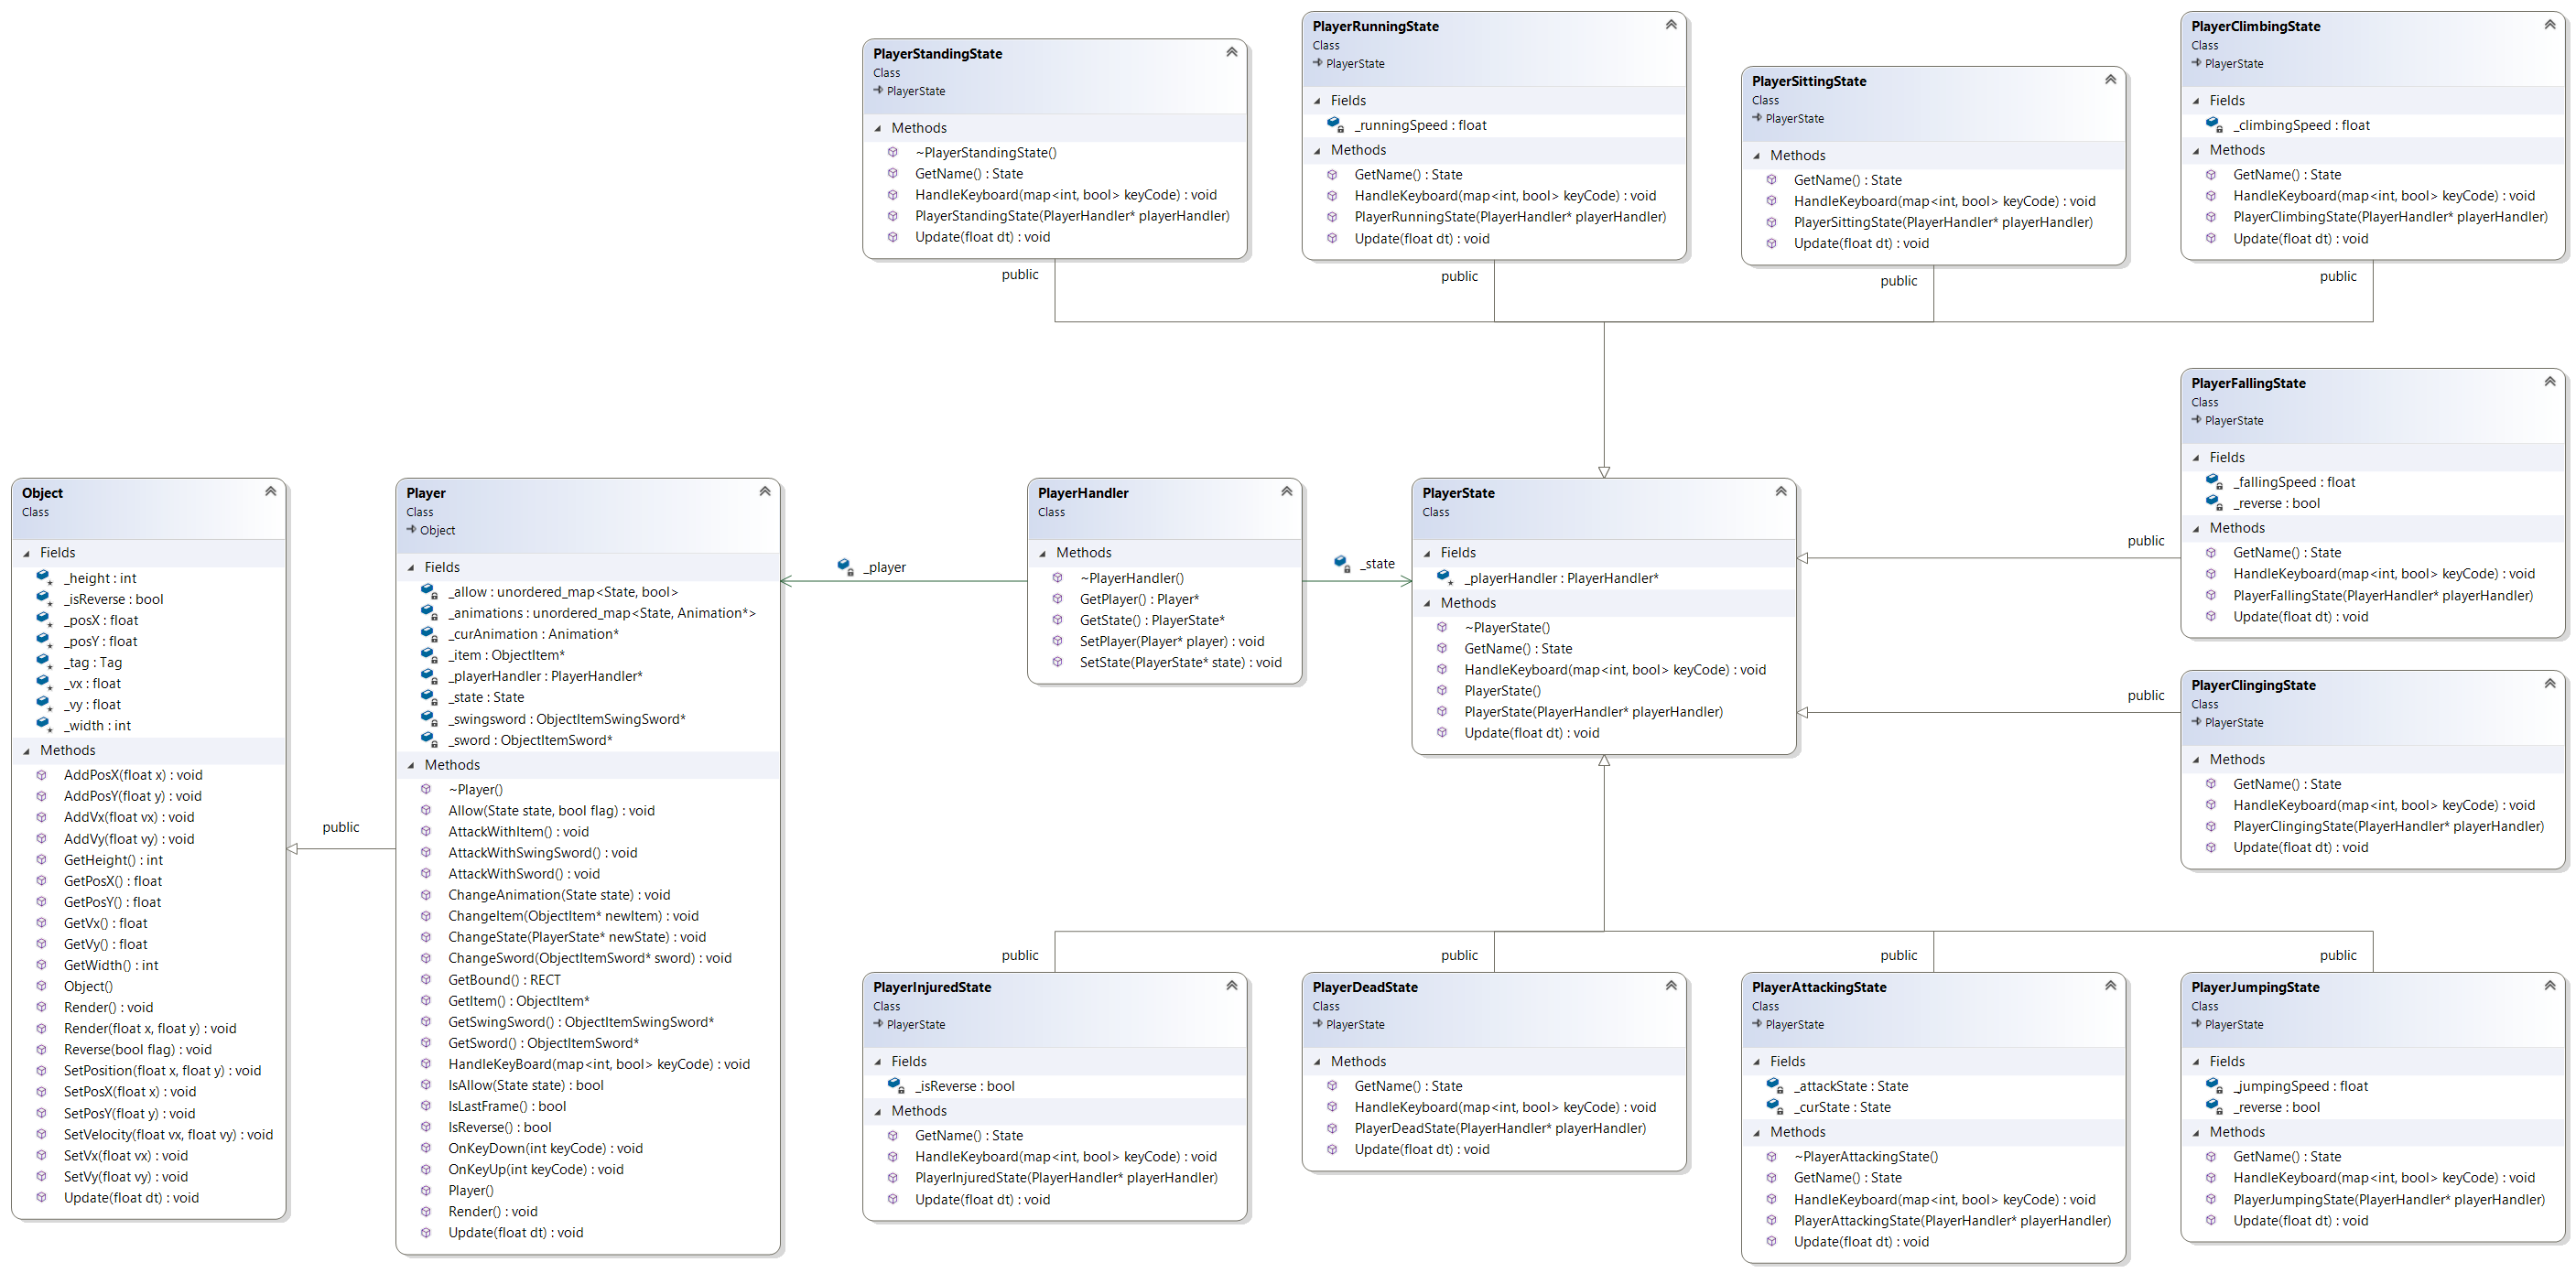 PlayerStandingState
Class
PlayerState
Methods
~PlayerStandingState()
GetName() : State
HandleKeyboard(map<int, bool> keyCode) : void
PlayerStandingState(PlayerHandler* playerHandler)
Update(float dt) : void
public
PlayerRunningState
Class
PlayerState
Fields
_runningSpeed : float
Methods
GetName() : State
HandleKeyboard(map<int, bool> keyCode) : void
PlayerRunningState(PlayerHandler* playerHandler)
Update(float dt) : void
public
PlayerSittingState
Class
PlayerState
Methods
GetName() : State
HandleKeyboard(map<int, bool> keyCode) : void
PlayerSittingState(PlayerHandler* playerHandler)
Update(float dt) : void
public
PlayerClimbingState
Class
PlayerState
Fields
_climbingSpeed : float
Methods
GetName() : State
HandleKeyboard(map<int, bool> keyCode) : void
PlayerClimbingState(PlayerHandler* playerHandler)
Update(float dt) : void
public
Object
Class
Fields
_height : int
_isReverse : bool
_posX : float
_posY : float
_tag : Tag
_vx : float
_vy : float
_width : int
Methods
AddPosX(float x) : void
AddPosY(float y) : void
AddVx(float vx) : void
AddVy(float vy) : void
GetHeight() : int
GetPosX() : float
GetPosY() : float
GetVx() : float
GetVy() : float
GetWidth() : int
Object()
Render() : void
Render(float x, float y) : void
Reverse(bool flag) : void
SetPosition(float x, float y) : void
SetPosX(float x) : void
SetPosY(float y) : void
SetVelocity(float vx, float vy) : void
SetVx(float vx) : void
SetVy(float vy) : void
Update(float dt) : void
public
Player
Class
Object
Fields
_allow : unordered_map<State, bool>
_animations : unordered_map<State, Animation*>
_curAnimation : Animation*
_item : ObjectItem*
_playerHandler : PlayerHandler*
_state : State
_swingsword : ObjectItemSwingSword*
_sword : ObjectItemSword*
Methods
~Player()
Allow(State state, bool flag) : void
AttackWithItem() : void
AttackWithSwingSword() : void
AttackWithSword() : void
ChangeAnimation(State state) : void
ChangeItem(ObjectItem* newItem) : void
ChangeState(PlayerState* newState) : void
ChangeSword(ObjectItemSword* sword) : void
GetBound() : RECT
GetItem() : ObjectItem*
GetSwingSword() : ObjectItemSwingSword*
GetSword() : ObjectItemSword*
HandleKeyBoard(map<int, bool> keyCode) : void
IsAllow(State state) : bool
IsLastFrame() : bool
IsReverse() : bool
OnKeyDown(int keyCode) : void
OnKeyUp(int keyCode) : void
Player()
Render() : void
Update(float dt) : void
_player
PlayerHandler
Class
Methods
~PlayerHandler()
GetPlayer() : Player*
GetState() : PlayerState*
SetPlayer(Player* player) : void
SetState(PlayerState* state) : void
_state
PlayerState
Class
Fields
_playerHandler : PlayerHandler*
Methods
~PlayerState()
GetName() : State
HandleKeyboard(map<int, bool> keyCode) : void
PlayerState()
PlayerState(PlayerHandler* playerHandler)
Update(float dt) : void
public
PlayerFallingState
Class
PlayerState
Fields
_fallingSpeed : float
_reverse : bool
Methods
GetName() : State
HandleKeyboard(map<int, bool> keyCode) : void
PlayerFallingState(PlayerHandler* playerHandler)
Update(float dt) : void
public
PlayerClingingState
Class
PlayerState
Methods
GetName() : State
HandleKeyboard(map<int, bool> keyCode) : void
PlayerClingingState(PlayerHandler* playerHandler)
Update(float dt) : void
public
PlayerInjuredState
Class
PlayerState
Fields
_isReverse : bool
Methods
GetName() : State
HandleKeyboard(map<int, bool> keyCode) : void
PlayerInjuredState(PlayerHandler* playerHandler)
Update(float dt) : void
public
PlayerDeadState
Class
PlayerState
Methods
GetName() : State
HandleKeyboard(map<int, bool> keyCode) : void
PlayerDeadState(PlayerHandler* playerHandler)
Update(float dt) : void
public
PlayerAttackingState
Class
PlayerState
Fields
_attackState : State
_curState : State
Methods
~PlayerAttackingState()
GetName() : State
HandleKeyboard(map<int, bool> keyCode) : void
PlayerAttackingState(PlayerHandler* playerHandler)
Update(float dt) : void
public
PlayerJumpingState
Class
PlayerState
Fields
_jumpingSpeed : float
_reverse : bool
Methods
GetName() : State
HandleKeyboard(map<int, bool> keyCode) : void
PlayerJumpingState(PlayerHandler* playerHandler)
Update(float dt) : void